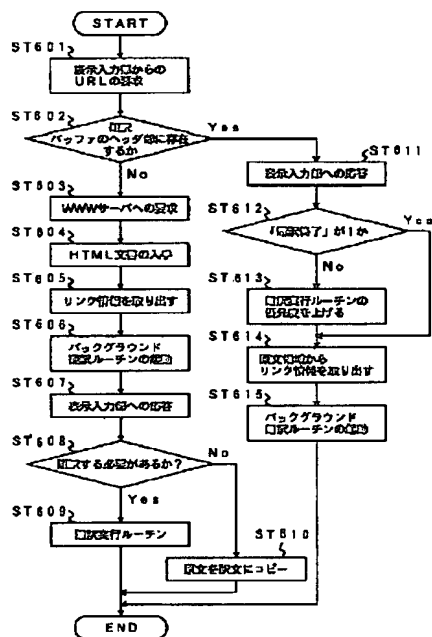 START
ST601
表示入力部からの
URLの要求
ST602
バッファのヘッダ部に存在
するか
Yes
No
ST603
WWWサーバへの要求
ST604
HTML文書の入力
ST605
リンク情報を取り出す
ST606
バックグラウンド
翻訳ルーチンの起動
ST607
表示入力部への応答
ST608
翻訳する必要があるか?
No
Yes
ST609
翻訳実行ルーチン
ST610
原文を訳文にコピー
ST611
表示入力部への応答
ST612
「翻訳終了」が1か
Yes
No
ST613
翻訳実行ルーチンの
優先度を上げる
ST614
原文情報から
リンク情報を取り出す
ST615
バックグラウンド
翻訳ルーチンの起動
END